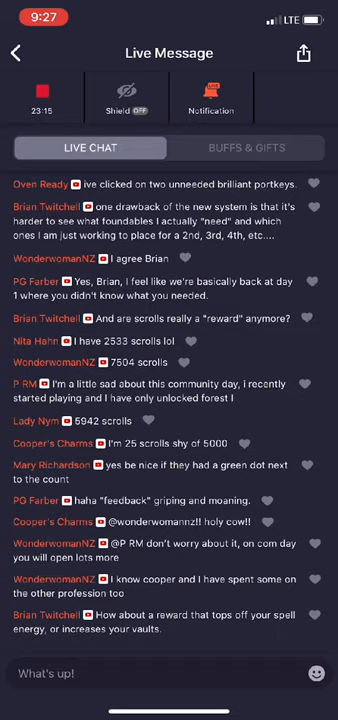 9:27
LTE
Live Message
23:15
Shield OFF
Notification
LIVE CHAT
BUFFS & GIFTS
Oven Ready ive clicked on two unneeded brilliant portkeys.
Brian Twitchell one drawback of the new system is that it's
harder to see what foundables I actually "need" and which
ones I am just working to place for a 2nd, 3rd, 4th, etc....
WonderwomanNZ I agree Brian
PG Farber Yes, Brian, I feel like we're basically back at day
1 where you didn't know what you needed.
Brian Twitchell And are scrolls really a "reward" anymore?
Nita Hahn I have 2533 scrolls lol
WonderwomanNZ 7504 scrolls
P RM I'm a little sad about this community day, i recently
started playing and I have only unlocked forest I
Lady Nym 5942 scrolls
Cooper's Charms I'm 25 scrolls shy of 5000
Mary Richardson yes be nice if they had a green dot next
to the count
PG Farber haha "feedback" griping and moaning.
Cooper's Charms @wonderwomannz!! holy cow!!
WonderwomanNZ @P RM don't worry about it, on com day
you will open lots more
WonderwomanNZ I know cooper and I have spent some on
the other profession too
Brian Twitchell How about a reward that tops off your spell
energy, or increases your vaults.
What's up!